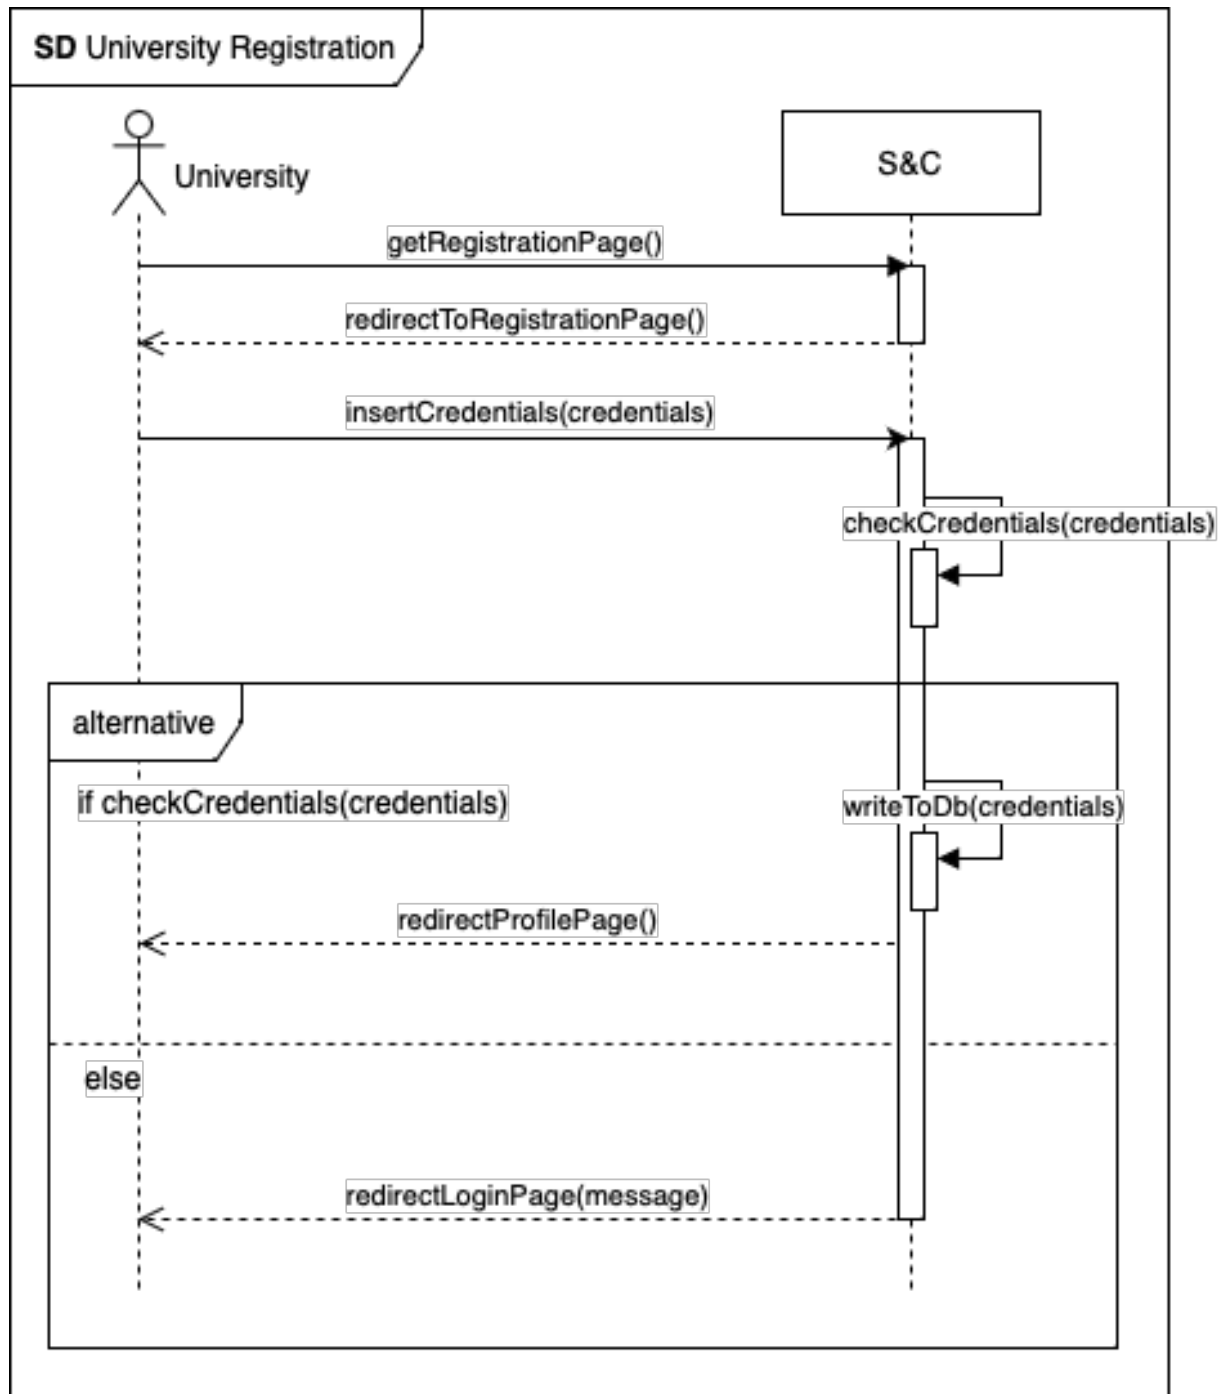 SD University Registration
University
S&C
getRegistrationPage()
redirectToRegistrationPage()
insertCredentials(credentials)
checkCredentials(credentials)
alternative
if checkCredentials(credentials)
writeToDb(credentials)
redirectProfilePage()
else
redirectLoginPage(message)